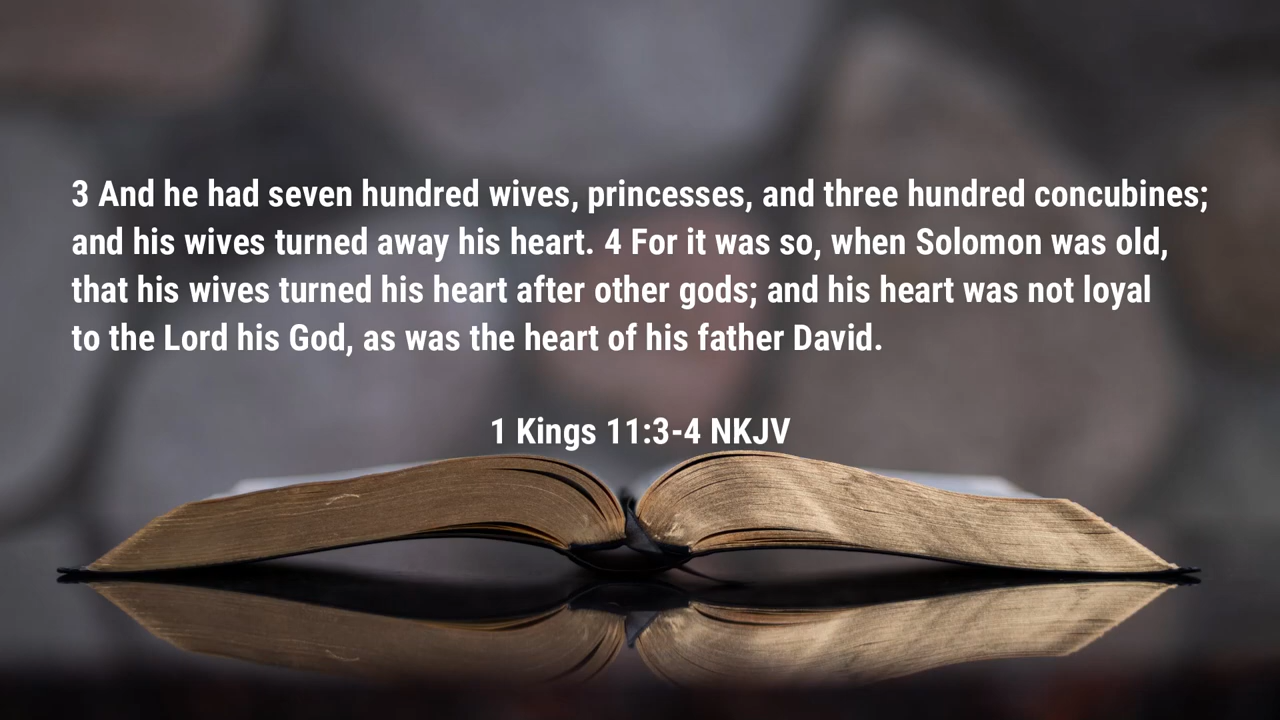 3 And he had seven hundred wives, princesses, and three hundred concubines;
and his wives turned away his heart. 4 For it was so, when Solomon was old,
that his wives turned his heart after other gods; and his heart was not loyal
to the Lord his God, as was the heart of his father David.
1 Kings 11:3-4 NKJV